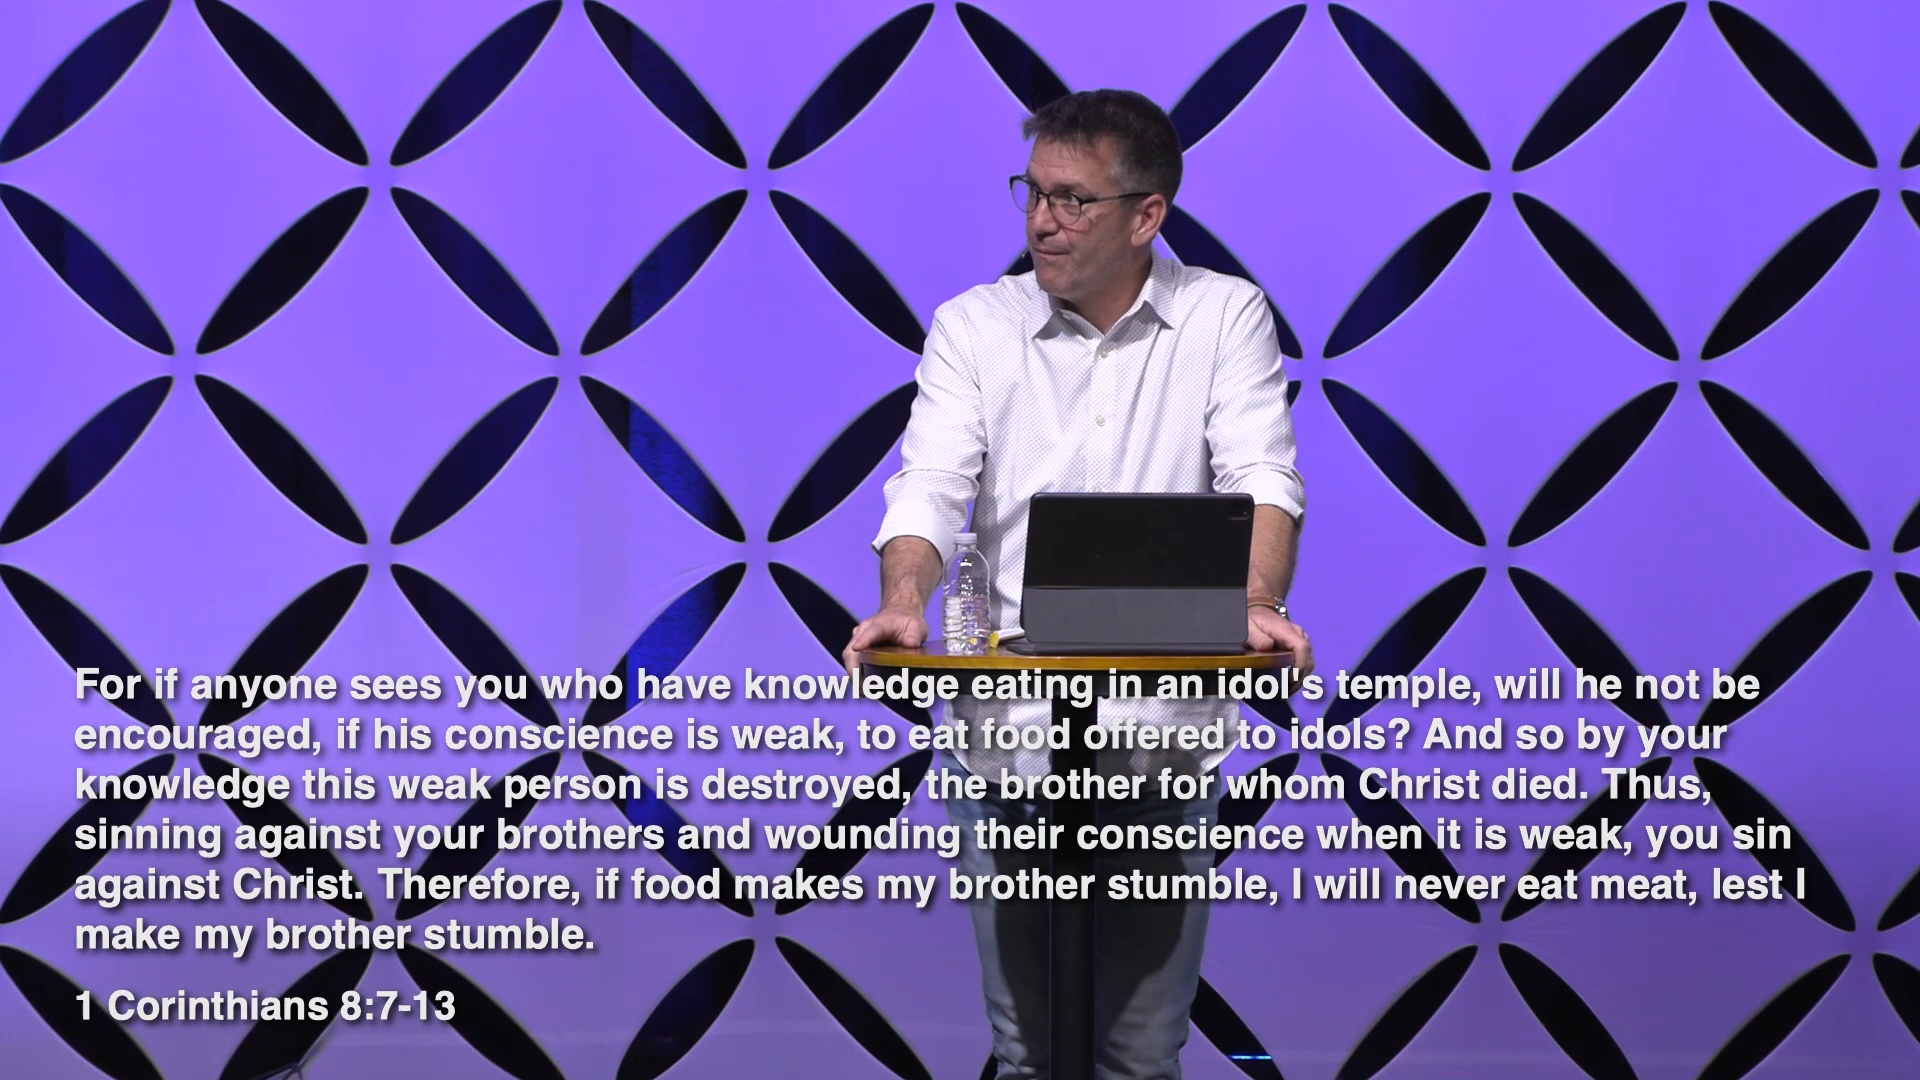 For if anyone sees you who have knowledge eating in an idol's temple, will he not be
encouraged, if his conscience is weak, to eat food offered to idols? And so by your
knowledge this weak person is destroyed, the brother for whom Christ died. Thus,
sinning against your brothers and wounding their conscience when it is weak, you sin
against Christ. Therefore, if food makes my brother stumble, I will never eat meat, lest I
make my brother stumble.
1 Corinthians 8:7-13